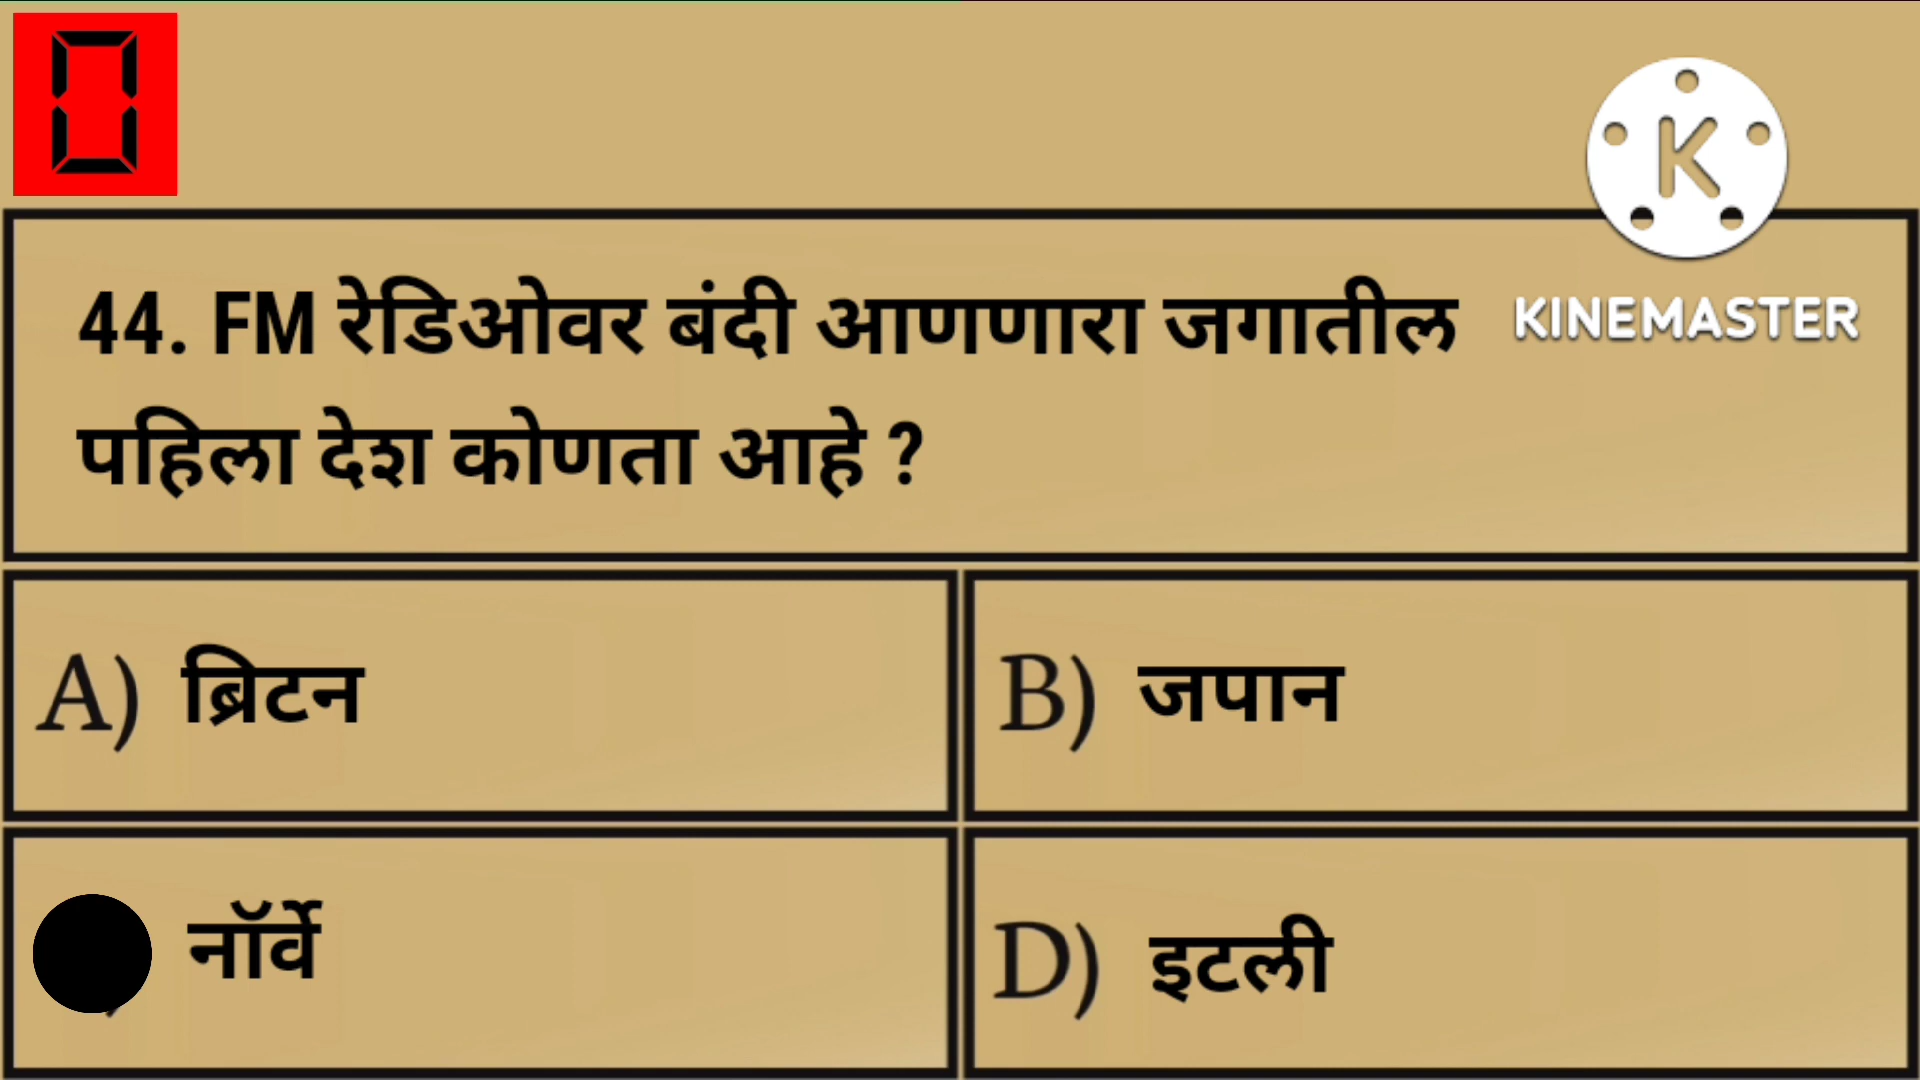 0
KINEMASTER
44. FM रेडिओवर बंदी आणणारा जगातील
पहिला देश कोणता आहे ?
A) ब्रिटन
B) जपान
नॉर्वे
D) इटली